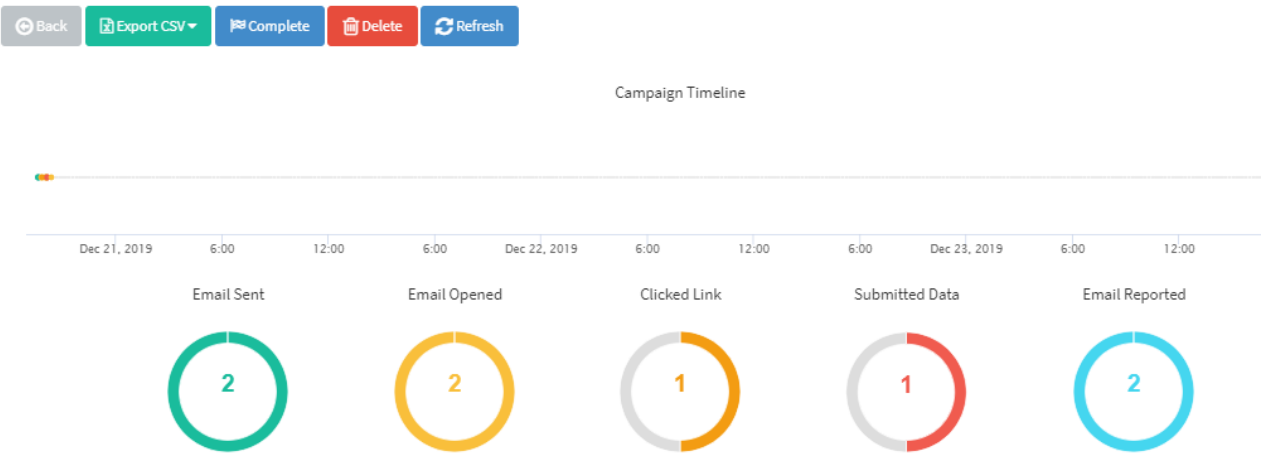 Back Export CSV Complete Delete Refresh
Campaign Timeline
Dec 21, 2019 6:00 12:00 6:00 Dec 22, 2019 6:00 12:00 6:00 Dec 23, 2019 6:00 12:00
Email Sent Email Opened Clicked Link Submitted Data Email Reported
2 2 1 1 2